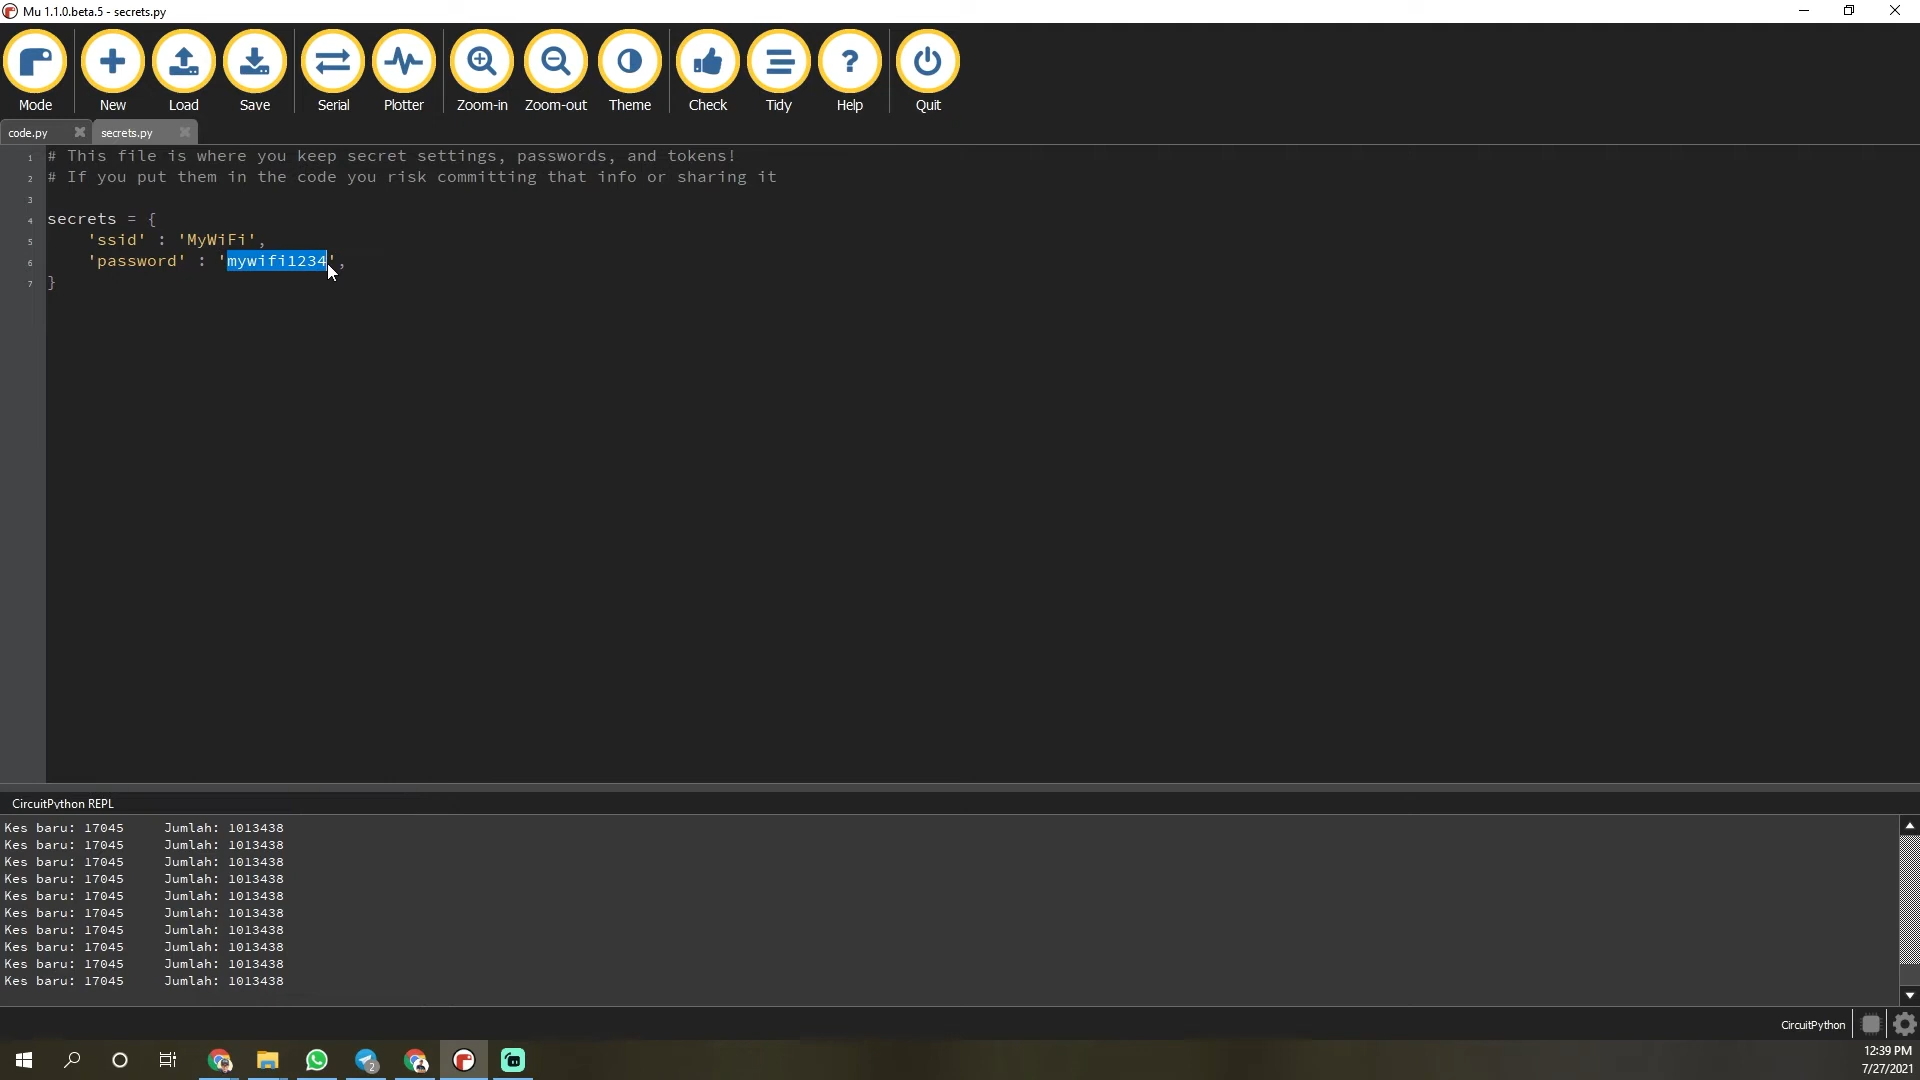 Mu 1.1.0.beta.5 - secrets.py
Mode New Load Save Serial Plotter Zoom-in Zoom-out Theme Check Tidy Help Quit
code.py secrets.py
1 # This file is where you keep secret settings, passwords, and tokens!
2 # If you put them in the code you risk committing that info or sharing it
3
4 secrets = {
5 'ssid' : 'MyWiFi',
6 'password' : 'mywifi1234',
7 }
CircuitPython REPL
Kes baru: 17045 Jumlah: 1013438
Kes baru: 17045 Jumlah: 1013438
Kes baru: 17045 Jumlah: 1013438
Kes baru: 17045 Jumlah: 1013438
Kes baru: 17045 Jumlah: 1013438
Kes baru: 17045 Jumlah: 1013438
Kes baru: 17045 Jumlah: 1013438
Kes baru: 17045 Jumlah: 1013438
Kes baru: 17045 Jumlah: 1013438
Kes baru: 17045 Jumlah: 1013438
CircuitPython
2
12:39 PM
7/27/2021